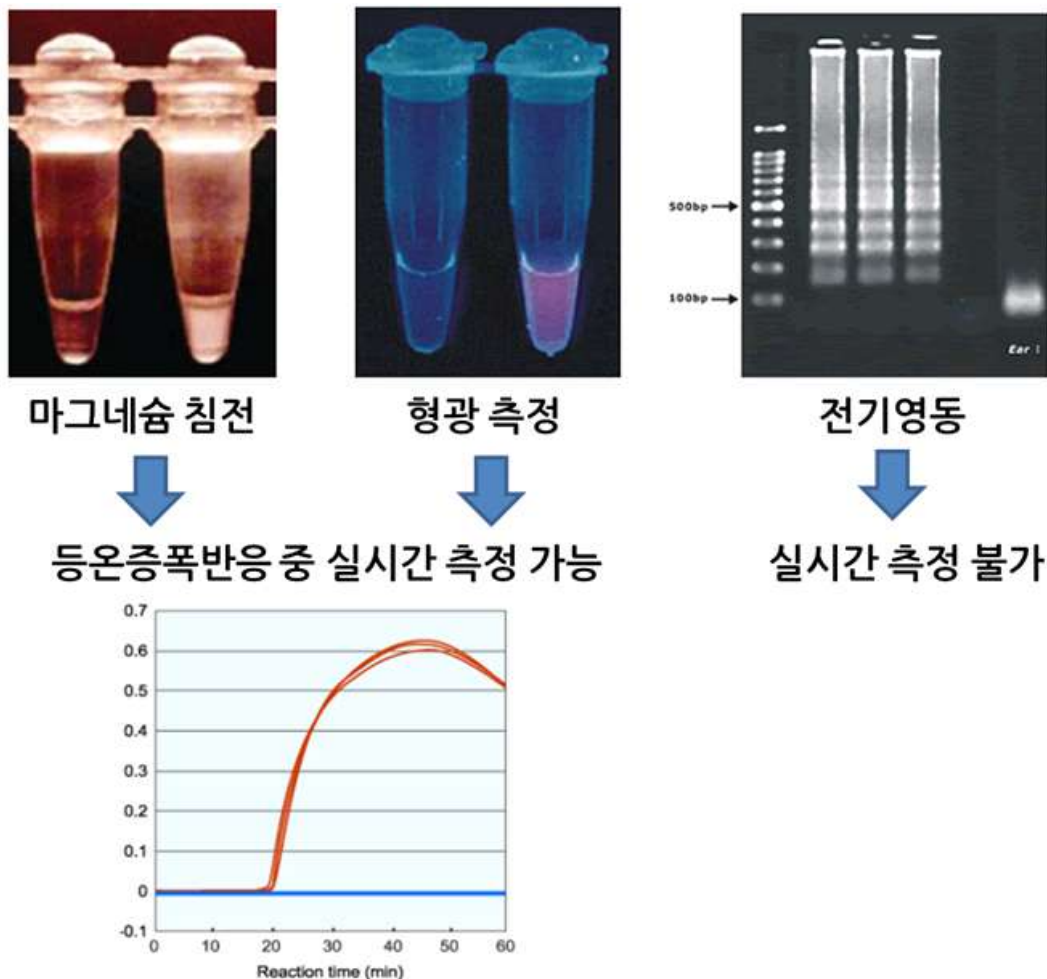 500bp
100bp
Ear I
마그네슘 침전
형광 측정
전기영동
등온증폭반응 중 실시간 측정 가능
실시간 측정 불가
0.7
0.6
0.5
0.4
0.3
0.2
0.1
0
-0.1
0 10 20 30 40 50 60
Reaction time (min)